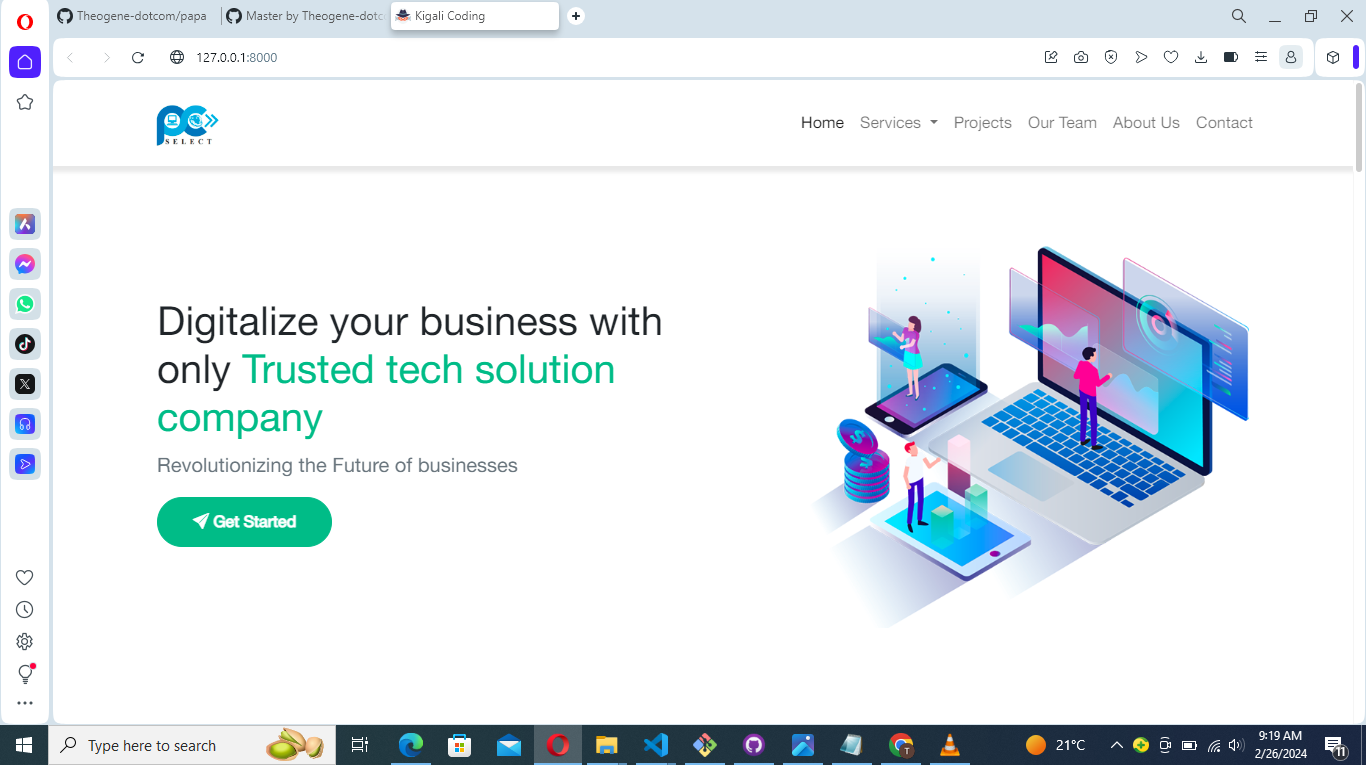 Theogene-dotcom/papa
Master by Theogene-dotc
Kigali Coding
127.0.0.1:8000
PC
SELECT
Home
Services
Projects
Our Team
About Us
Contact
Digitalize your business with
only Trusted tech solution
company
Revolutionizing the Future of businesses
Get Started
Type here to search
T
21°C
9:19 AM
2/26/2024
11